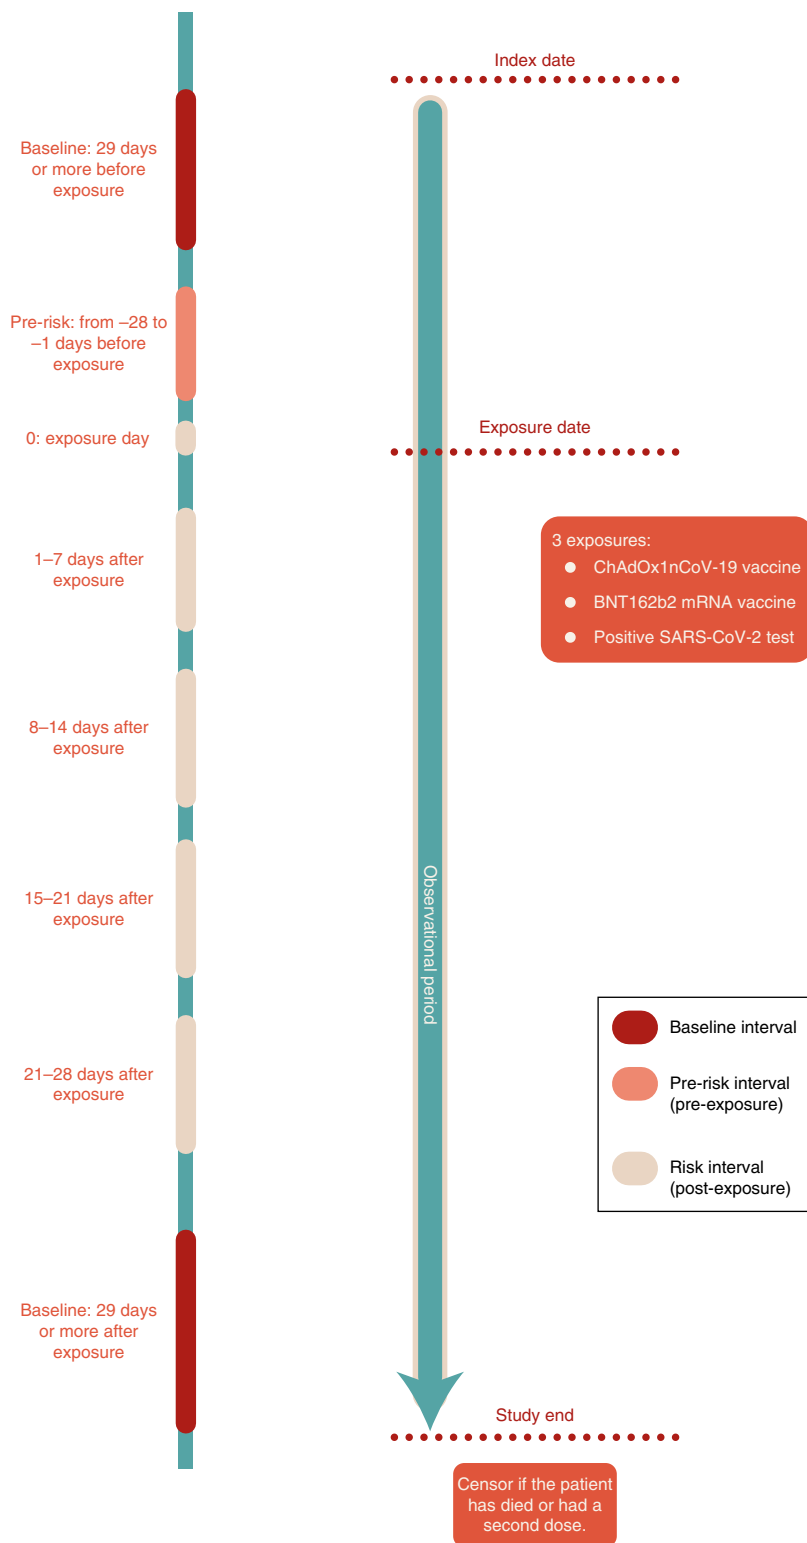 Index date
Baseline: 29 days
or more before
exposure
Pre-risk: from –28 to
–1 days before
exposure
Exposure date
0: exposure day
3 exposures:
ChAdOx1nCoV-19 vaccine
BNT162b2 mRNA vaccine
Positive SARS-CoV-2 test
1–7 days after
exposure
8–14 days after
exposure
15–21 days after
exposure
Observational period
21–28 days after
exposure
Baseline interval
Pre-risk interval
(pre-exposure)
Risk interval
(post-exposure)
Baseline: 29 days
or more after
exposure
Study end
Censor if the patient
has died or had a
second dose.